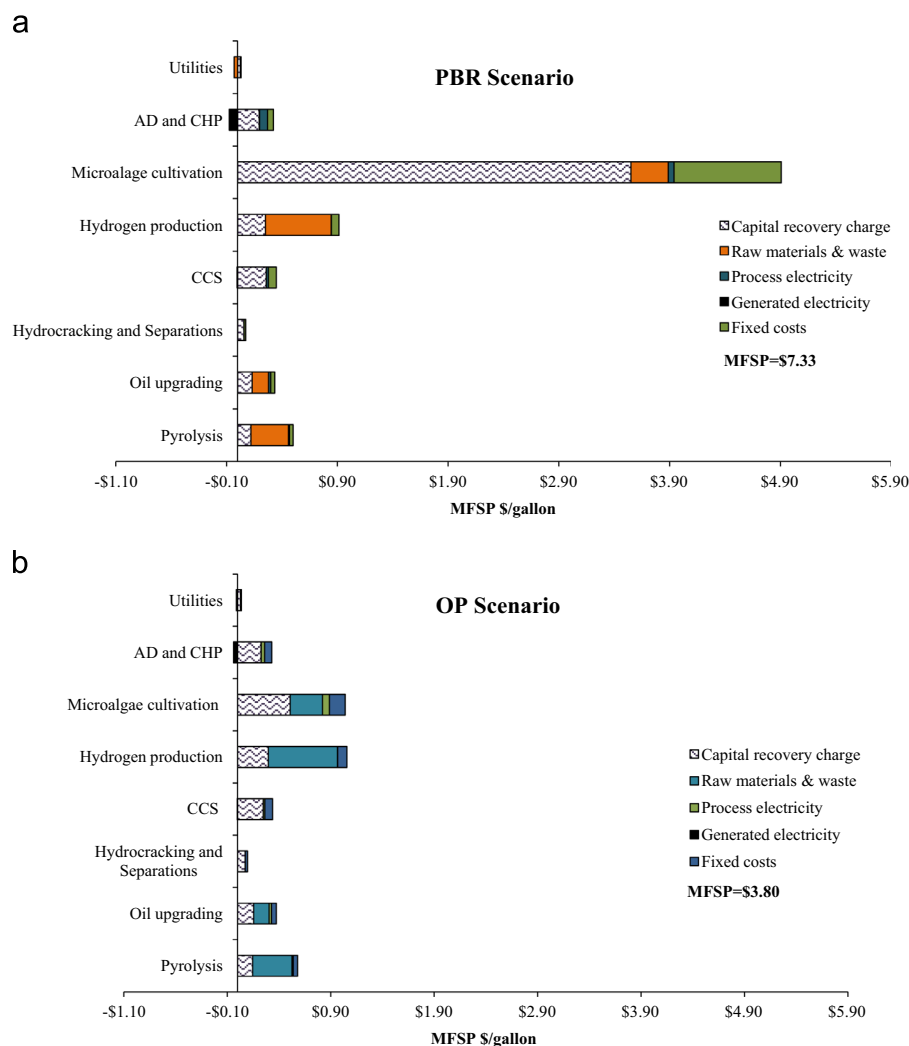 a
PBR Scenario
Utilities
AD and CHP
Microalage cultivation
Hydrogen production
CCS
Hydrocracking and Separations
Oil upgrading
Pyrolysis
Capital recovery charge
Raw materials & waste
Process electricity
Generated electricity
Fixed costs
MFSP=$7.33
-$1.10 -$0.10 $0.90 $1.90 $2.90 $3.90 $4.90 $5.90
MFSP $/gallon
b
OP Scenario
Utilities
AD and CHP
Microalgae cultivation
Hydrogen production
CCS
Hydrocracking and
Separations
Oil upgrading
Pyrolysis
Capital recovery charge
Raw materials & waste
Process electricity
Generated electricity
Fixed costs
MFSP=$3.80
-$1.10 -$0.10 $0.90 $1.90 $2.90 $3.90 $4.90 $5.90
MFSP $/gallon